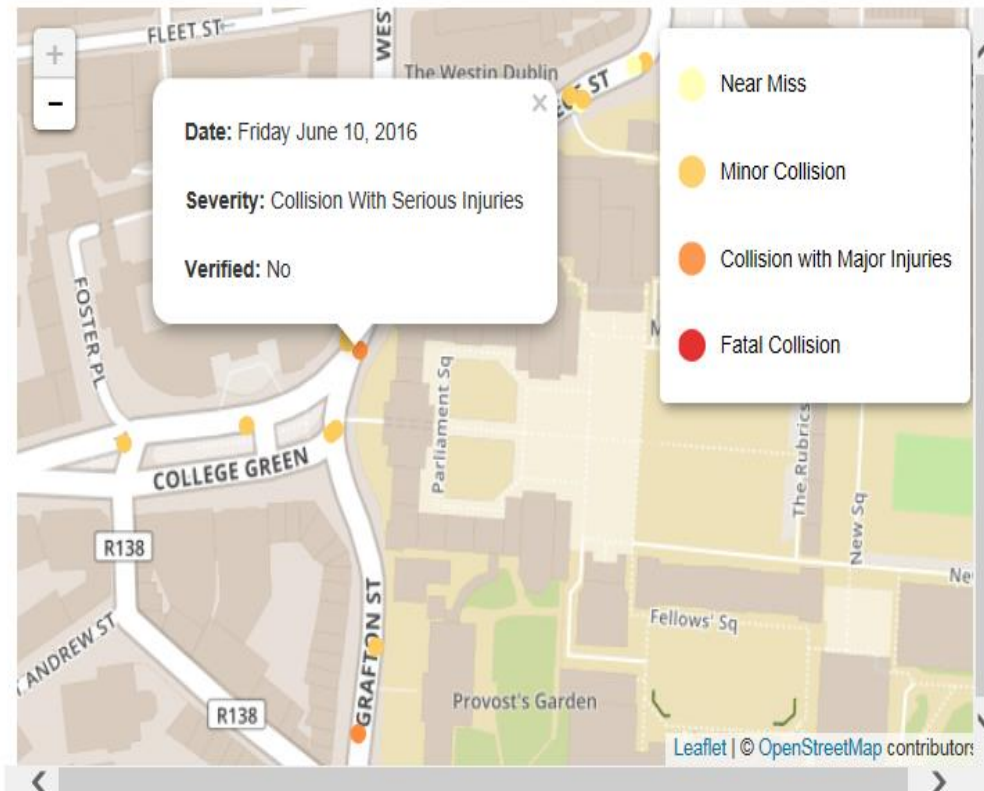 FLEET ST
WES
The Westin Dublin
ST
+
−
×
Date: Friday June 10, 2016
Severity: Collision With Serious Injuries
Verified: No
Near Miss
Minor Collision
Collision with Major Injuries
Fatal Collision
FOSTER PL
Parliament Sq
M
The Rubrics
New Sq
COLLEGE GREEN
R138
Ne
ANDREW ST
GRAFTON ST
Fellows' Sq
R138
Provost's Garden
Leaflet | © OpenStreetMap contributors